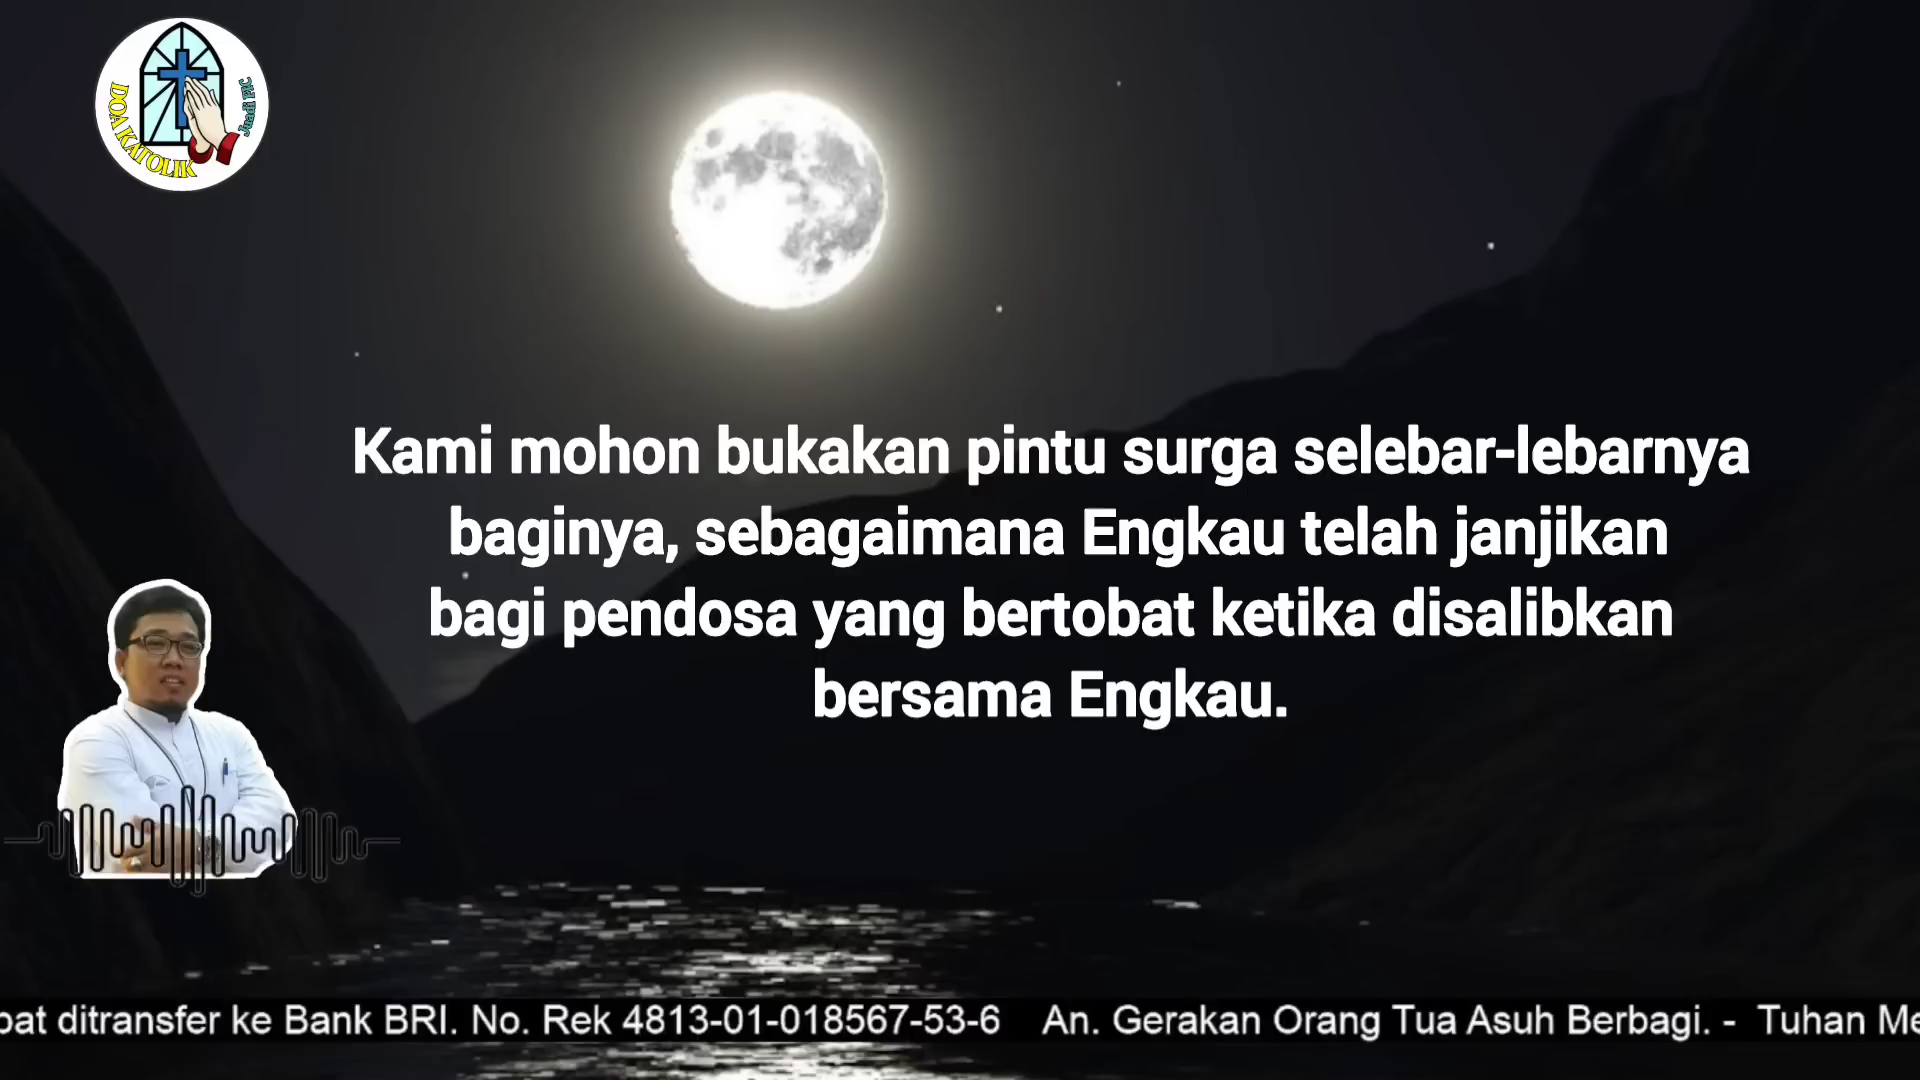 DOA KATOLIK
Juadi FIC
Kami mohon bukakan pintu surga selebar-lebarnya
baginya, sebagaimana Engkau telah janjikan
bagi pendosa yang bertobat ketika disalibkan
bersama Engkau.
ditransfer ke Bank BRI. No. Rek 4813-01-018567-53-6 An. Gerakan Orang Tua Asuh Berbagi. - Tuhan